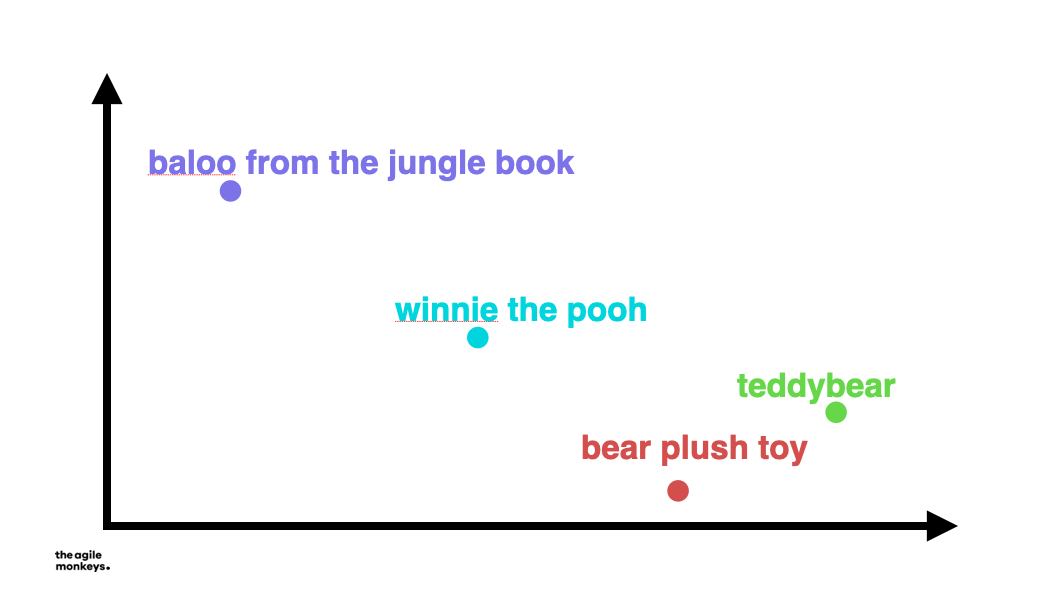 baloo from the jungle book
winnie the pooh
teddybear
bear plush toy
the agile
monkeys.